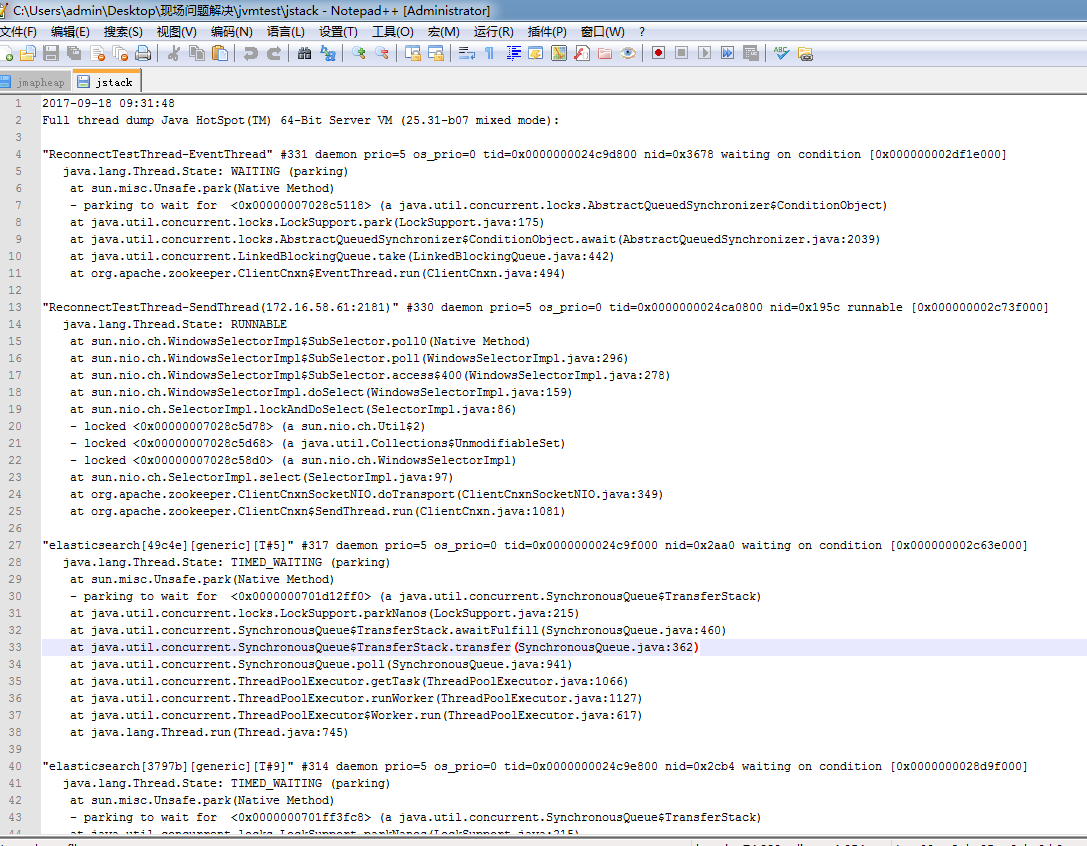 C:\Users\admin\Desktop\现场问题解决\jvmtest\jstack - Notepad++ [Administrator]
文件(F) 编辑(E) 搜索(S) 视图(V) 编码(N) 语言(L) 设置(T) 工具(O) 宏(M) 运行(R) 插件(P) 窗口(W) ?
jmapheap jstack
1 2017-09-18 09:31:48
2 Full thread dump Java HotSpot(TM) 64-Bit Server VM (25.31-b07 mixed mode):
3
4 "ReconnectTestThread-EventThread" #331 daemon prio=5 os_prio=0 tid=0x0000000024c9d800 nid=0x3678 waiting on condition [0x000000002df1e000]
5 java.lang.Thread.State: WAITING (parking)
6 at sun.misc.Unsafe.park(Native Method)
7 - parking to wait for <0x00000007028c5118> (a java.util.concurrent.locks.AbstractQueuedSynchronizer$ConditionObject)
8 at java.util.concurrent.locks.LockSupport.park(LockSupport.java:175)
9 at java.util.concurrent.locks.AbstractQueuedSynchronizer$ConditionObject.await(AbstractQueuedSynchronizer.java:2039)
10 at java.util.concurrent.LinkedBlockingQueue.take(LinkedBlockingQueue.java:442)
11 at org.apache.zookeeper.ClientCnxn$EventThread.run(ClientCnxn.java:494)
12
13 "ReconnectTestThread-SendThread(172.16.58.61:2181)" #330 daemon prio=5 os_prio=0 tid=0x0000000024ca0800 nid=0x195c runnable [0x000000002c73f000]
14 java.lang.Thread.State: RUNNABLE
15 at sun.nio.ch.WindowsSelectorImpl$SubSelector.poll0(Native Method)
16 at sun.nio.ch.WindowsSelectorImpl$SubSelector.poll(WindowsSelectorImpl.java:296)
17 at sun.nio.ch.WindowsSelectorImpl$SubSelector.access$400(WindowsSelectorImpl.java:278)
18 at sun.nio.ch.WindowsSelectorImpl.doSelect(WindowsSelectorImpl.java:159)
19 at sun.nio.ch.SelectorImpl.lockAndDoSelect(SelectorImpl.java:86)
20 - locked <0x00000007028c5d78> (a sun.nio.ch.Util$2)
21 - locked <0x00000007028c5d68> (a java.util.Collections$UnmodifiableSet)
22 - locked <0x00000007028c58d0> (a sun.nio.ch.WindowsSelectorImpl)
23 at sun.nio.ch.SelectorImpl.select(SelectorImpl.java:97)
24 at org.apache.zookeeper.ClientCnxnSocketNIO.doTransport(ClientCnxnSocketNIO.java:349)
25 at org.apache.zookeeper.ClientCnxn$SendThread.run(ClientCnxn.java:1081)
26
27 "elasticsearch[49c4e][generic][T#5]" #317 daemon prio=5 os_prio=0 tid=0x0000000024c9f000 nid=0x2aa0 waiting on condition [0x000000002c63e000]
28 java.lang.Thread.State: TIMED_WAITING (parking)
29 at sun.misc.Unsafe.park(Native Method)
30 - parking to wait for <0x0000000701d12ff0> (a java.util.concurrent.SynchronousQueue$TransferStack)
31 at java.util.concurrent.locks.LockSupport.parkNanos(LockSupport.java:215)
32 at java.util.concurrent.SynchronousQueue$TransferStack.awaitFulfill(SynchronousQueue.java:460)
33 at java.util.concurrent.SynchronousQueue$TransferStack.transfer(SynchronousQueue.java:362)
34 at java.util.concurrent.SynchronousQueue.poll(SynchronousQueue.java:941)
35 at java.util.concurrent.ThreadPoolExecutor.getTask(ThreadPoolExecutor.java:1066)
36 at java.util.concurrent.ThreadPoolExecutor.runWorker(ThreadPoolExecutor.java:1127)
37 at java.util.concurrent.ThreadPoolExecutor$Worker.run(ThreadPoolExecutor.java:617)
38 at java.lang.Thread.run(Thread.java:745)
39
40 "elasticsearch[3797b][generic][T#9]" #314 daemon prio=5 os_prio=0 tid=0x0000000024c9e800 nid=0x2cb4 waiting on condition [0x0000000028d9f000]
41 java.lang.Thread.State: TIMED_WAITING (parking)
42 at sun.misc.Unsafe.park(Native Method)
43 - parking to wait for <0x0000000701ff3fc8> (a java.util.concurrent.SynchronousQueue$TransferStack)
44 at java.util.concurrent.locks.LockSupport.parkNanos(LockSupport.java:215)